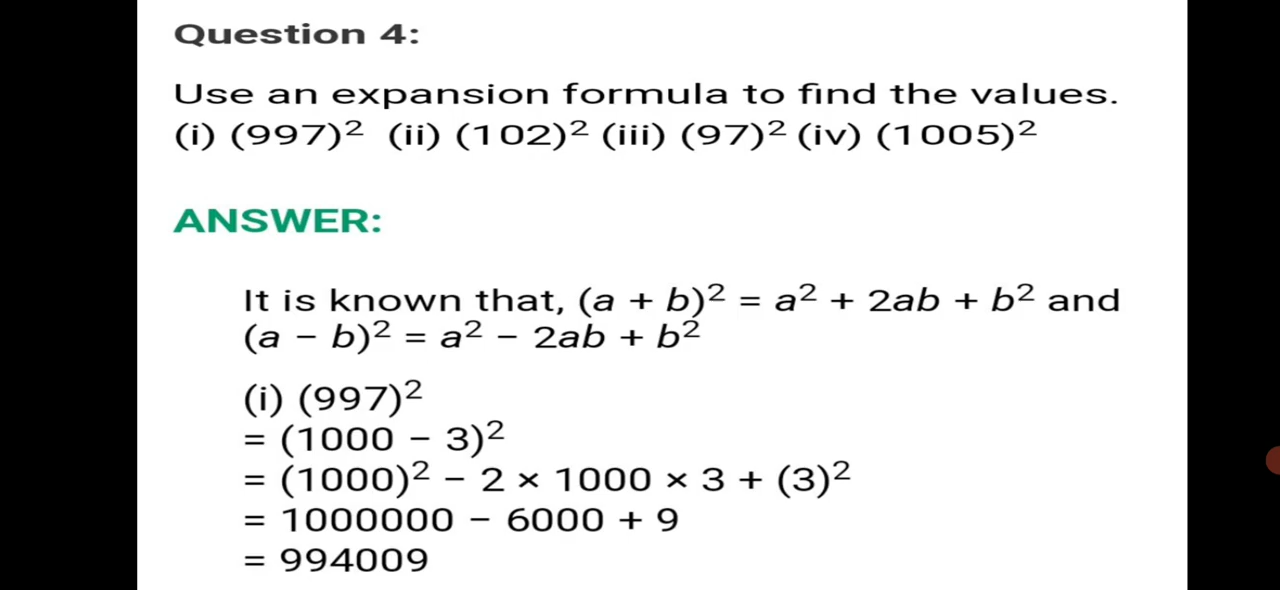 Question 4:
Use an expansion formula to find the values.
(i) (997)² (ii) (102)² (iii) (97)² (iv) (1005)²
ANSWER:
It is known that, (a + b)² = a² + 2ab + b² and
(a − b)² = a² − 2ab + b²
(i) (997)²
= (1000 − 3)²
= (1000)² − 2 × 1000 × 3 + (3)²
= 1000000 − 6000 + 9
= 994009